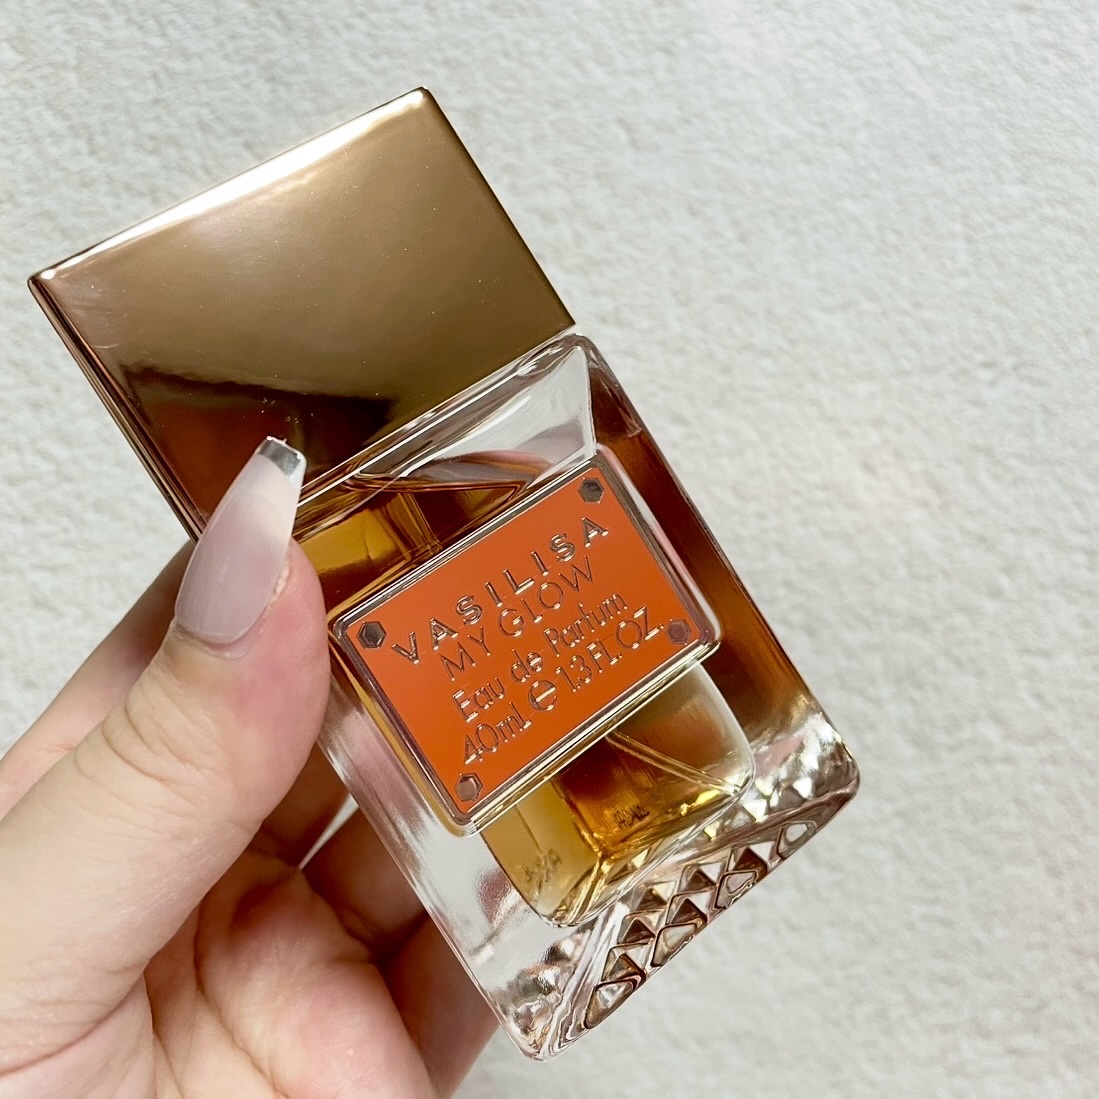 VASILISA
MY GLOW
Eau de Parfum
40mL ℮ 1.3 FL.OZ.